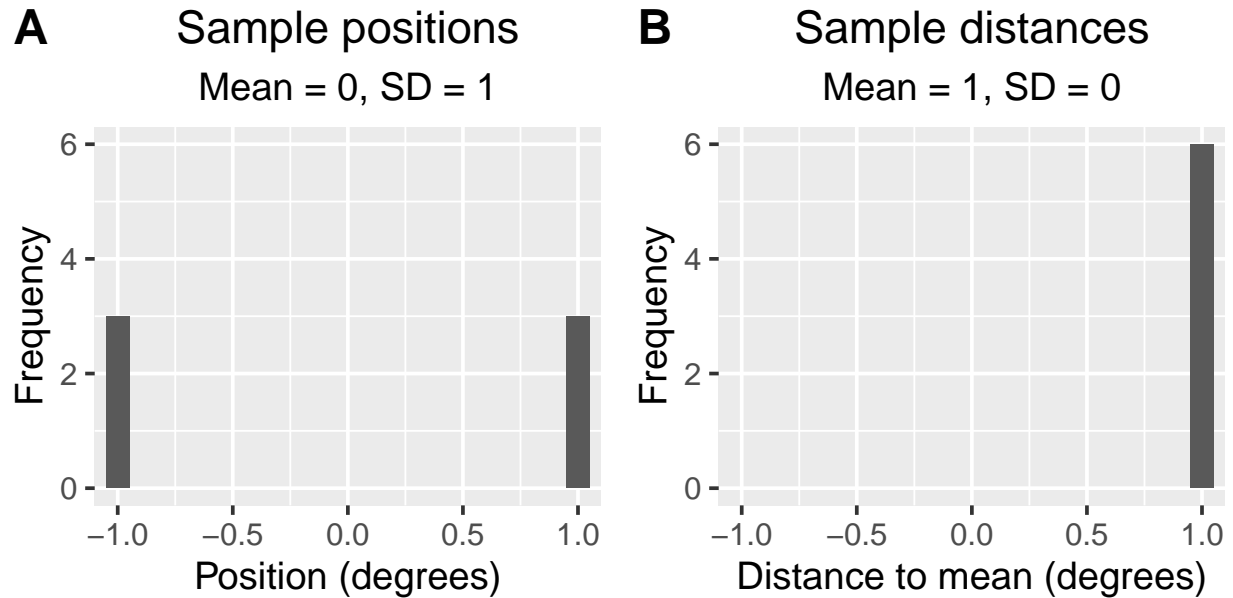 A Sample positions
Mean = 0, SD = 1
Frequency
6
4
2
0
−1.0 −0.5 0.0 0.5 1.0
Position (degrees)
B Sample distances
Mean = 1, SD = 0
Frequency
6
4
2
0
−1.0 −0.5 0.0 0.5 1.0
Distance to mean (degrees)